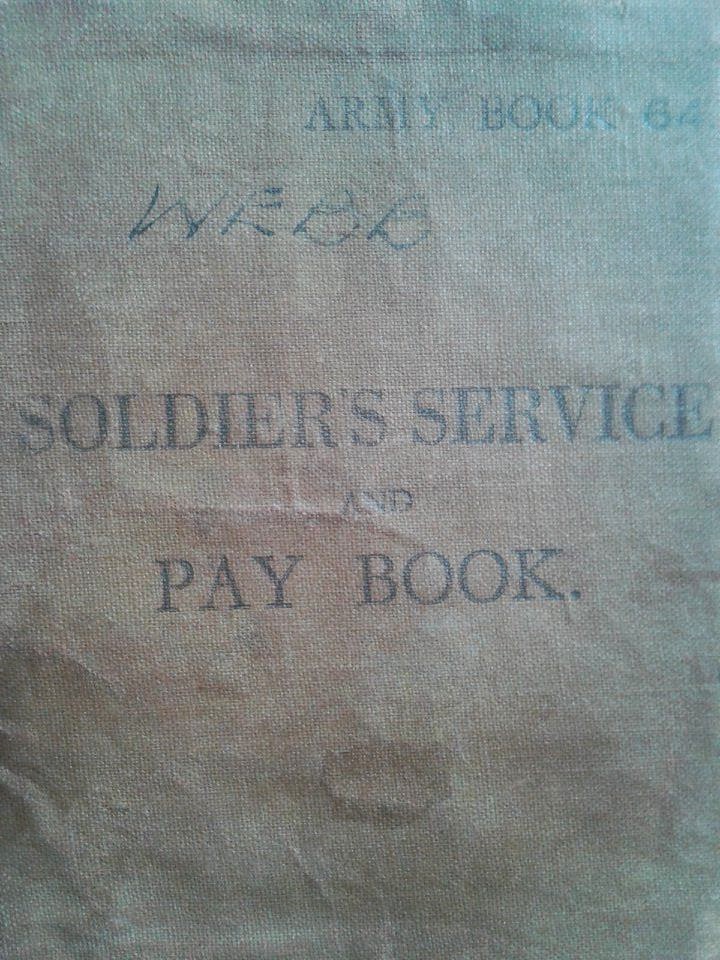 ARMY BOOK 64
WEBB
SOLDIER'S SERVICE
AND
PAY BOOK.